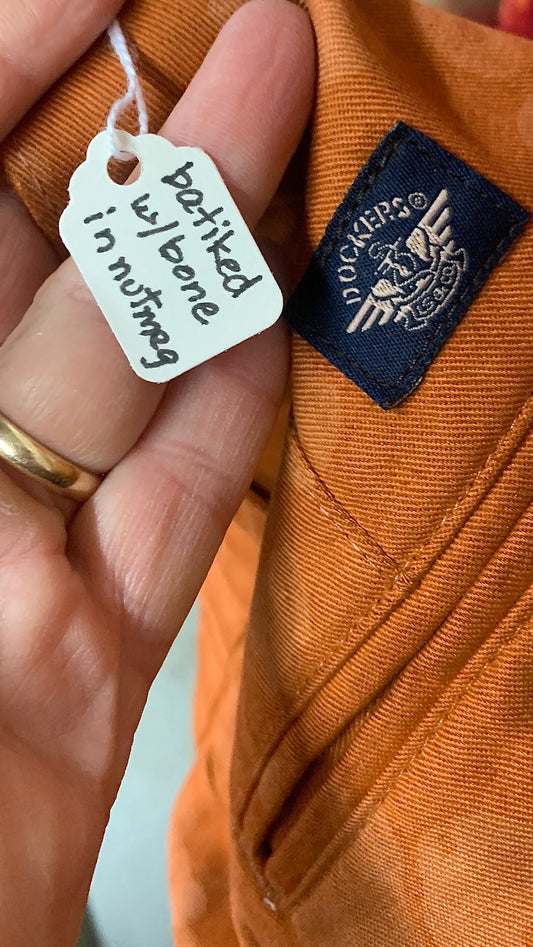 batiked
w/bone
in nutmeg
DOCKERS®